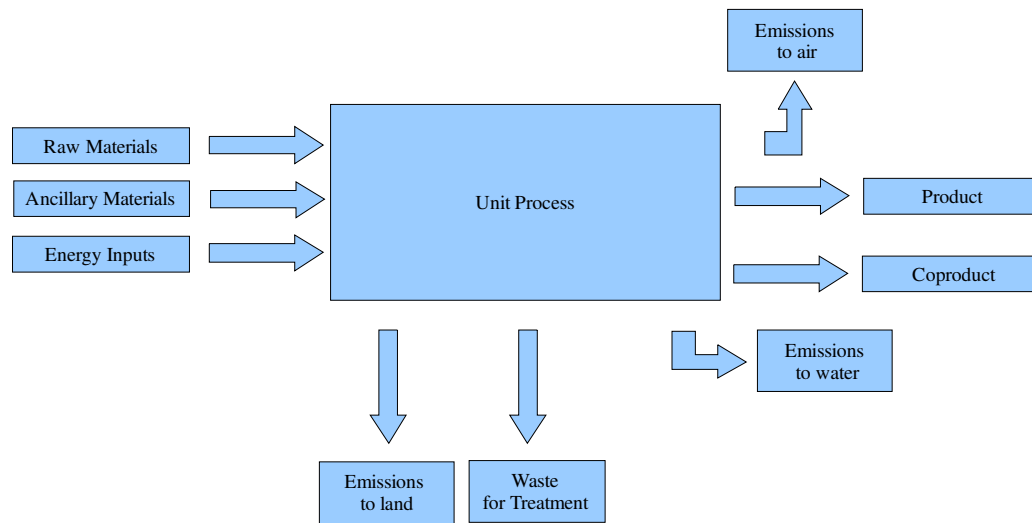 Emissions
to air
Raw Materials
Ancillary Materials
Energy Inputs
Unit Process
Product
Coproduct
Emissions
to water
Emissions
to land
Waste
for Treatment